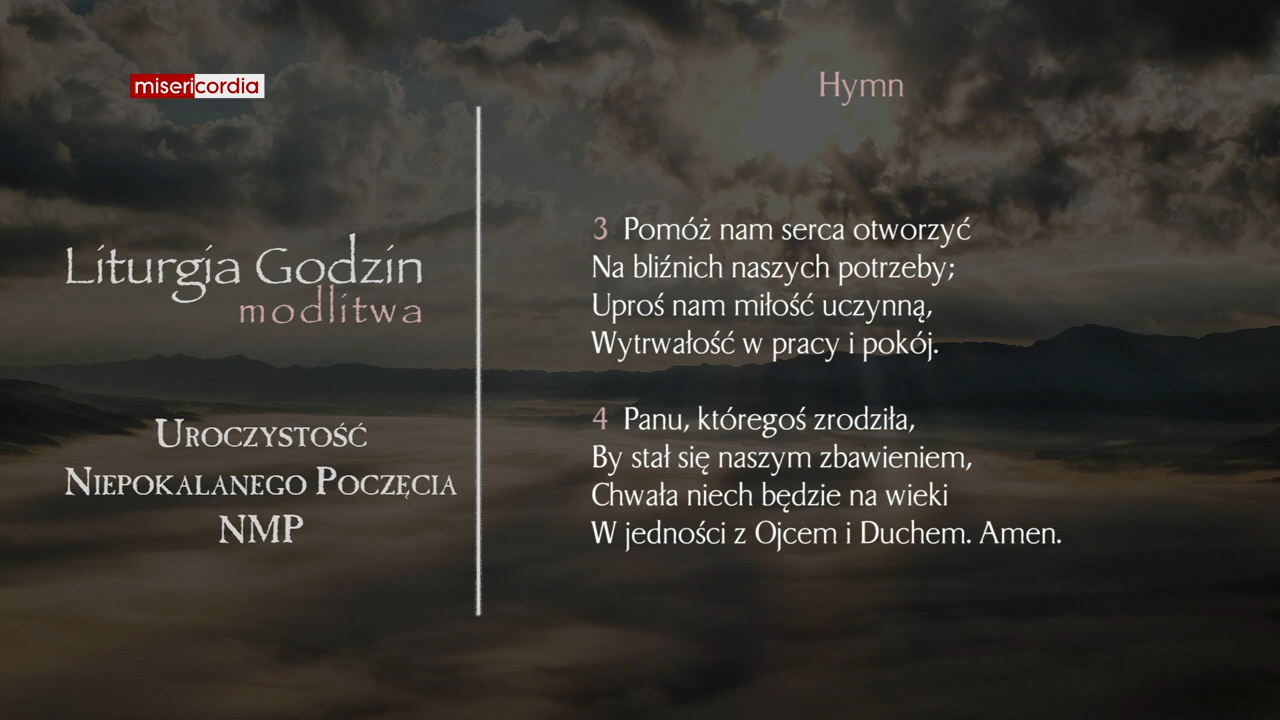 misericordia
Liturgia Godzin
modlitwa
Uroczystość
Niepokalanego Poczęcia
NMP
Hymn
3 Pomóż nam serca otworzyć
Na bliźnich naszych potrzeby;
Uproś nam miłość uczynną,
Wytrwałość w pracy i pokój.
4 Panu, któregoś zrodziła,
By stał się naszym zbawieniem,
Chwała niech będzie na wieki
W jedności z Ojcem i Duchem. Amen.